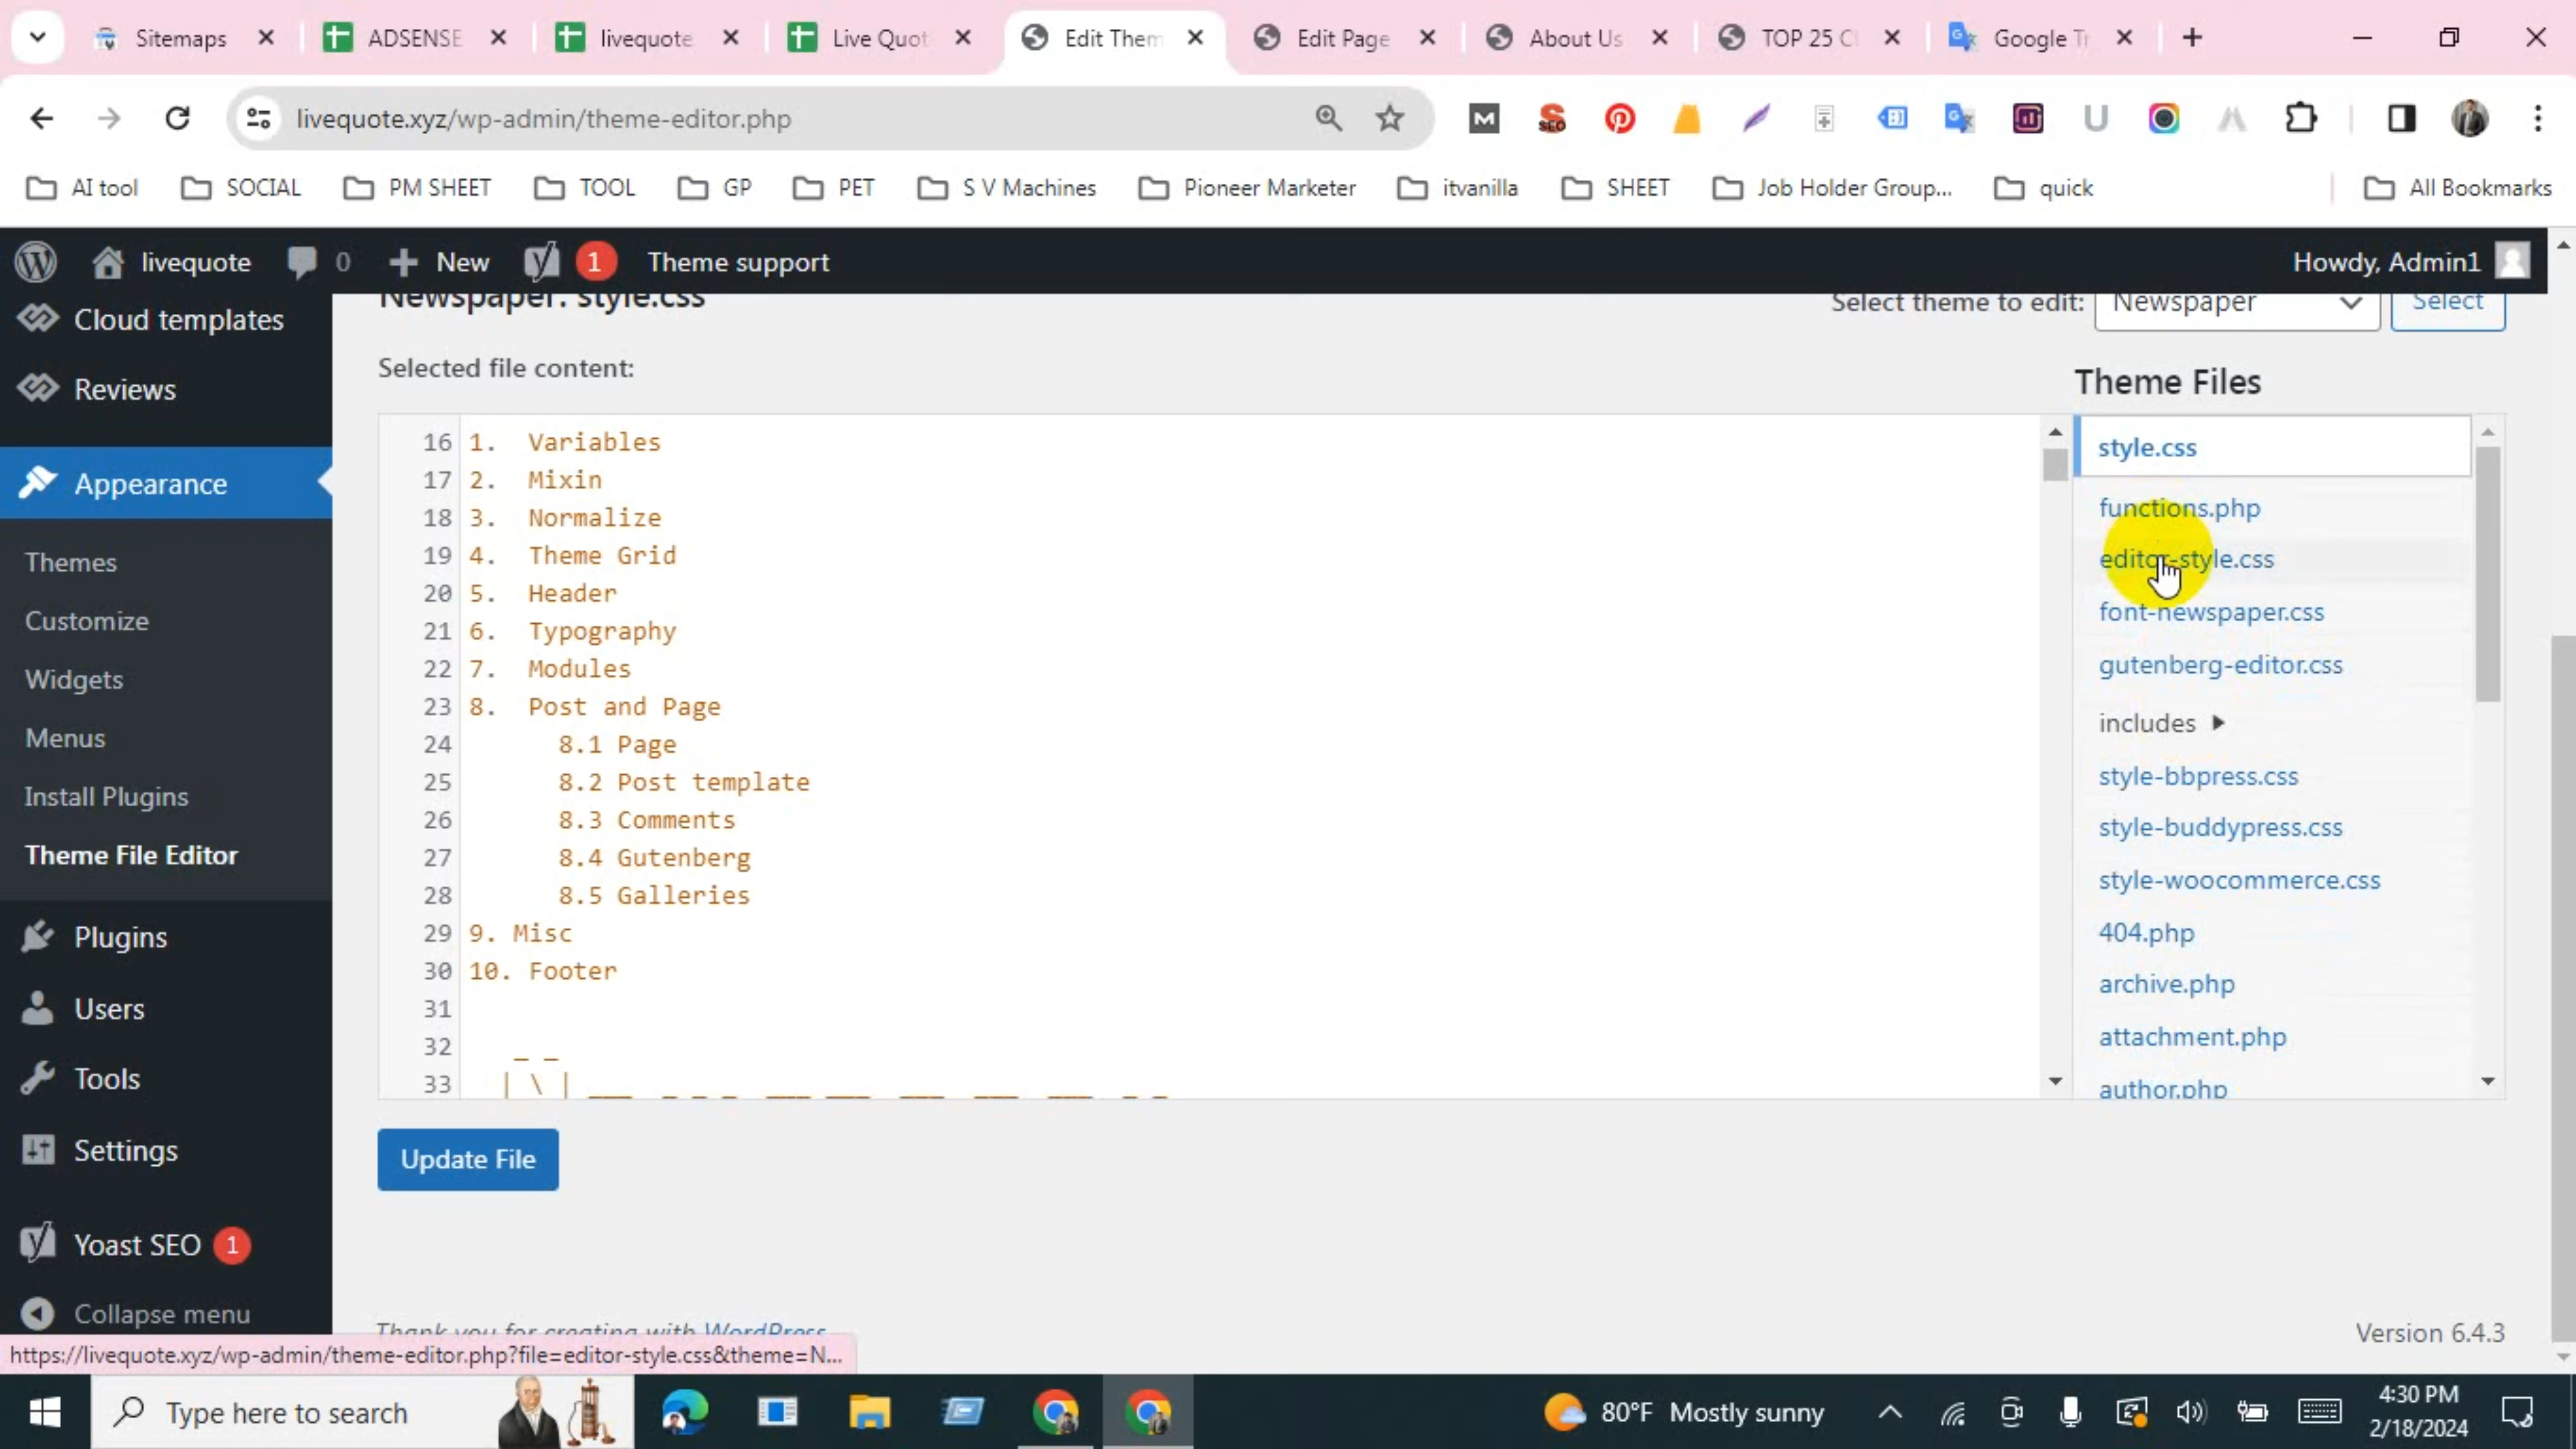 Sitemaps
ADSENSE
livequote
Live Quot
Edit Them
Edit Page
About Us
TOP 25 C
Google Tr
livequote.xyz/wp-admin/theme-editor.php
AI tool
SOCIAL
PM SHEET
TOOL
GP
PET
S V Machines
Pioneer Marketer
itvanilla
SHEET
Job Holder Group...
quick
All Bookmarks
livequote
0
New
1
Theme support
Howdy, Admin1
Cloud templates
Reviews
Appearance
Themes
Customize
Widgets
Menus
Install Plugins
Theme File Editor
Plugins
Users
Tools
Settings
Yoast SEO 1
Collapse menu
Newspaper: style.css
Select theme to edit:
Newspaper
Select
Selected file content:
16 1. Variables
17 2. Mixin
18 3. Normalize
19 4. Theme Grid
20 5. Header
21 6. Typography
22 7. Modules
23 8. Post and Page
24 8.1 Page
25 8.2 Post template
26 8.3 Comments
27 8.4 Gutenberg
28 8.5 Galleries
29 9. Misc
30 10. Footer
31
32 _ _
33 | \ |
Theme Files
style.css
functions.php
editor-style.css
font-newspaper.css
gutenberg-editor.css
includes
style-bbpress.css
style-buddypress.css
style-woocommerce.css
404.php
archive.php
attachment.php
author.php
Update File
Thank you for creating with WordPress
Version 6.4.3
https://livequote.xyz/wp-admin/theme-editor.php?file=editor-style.css&theme=N...
Type here to search
80°F Mostly sunny
4:30 PM
2/18/2024